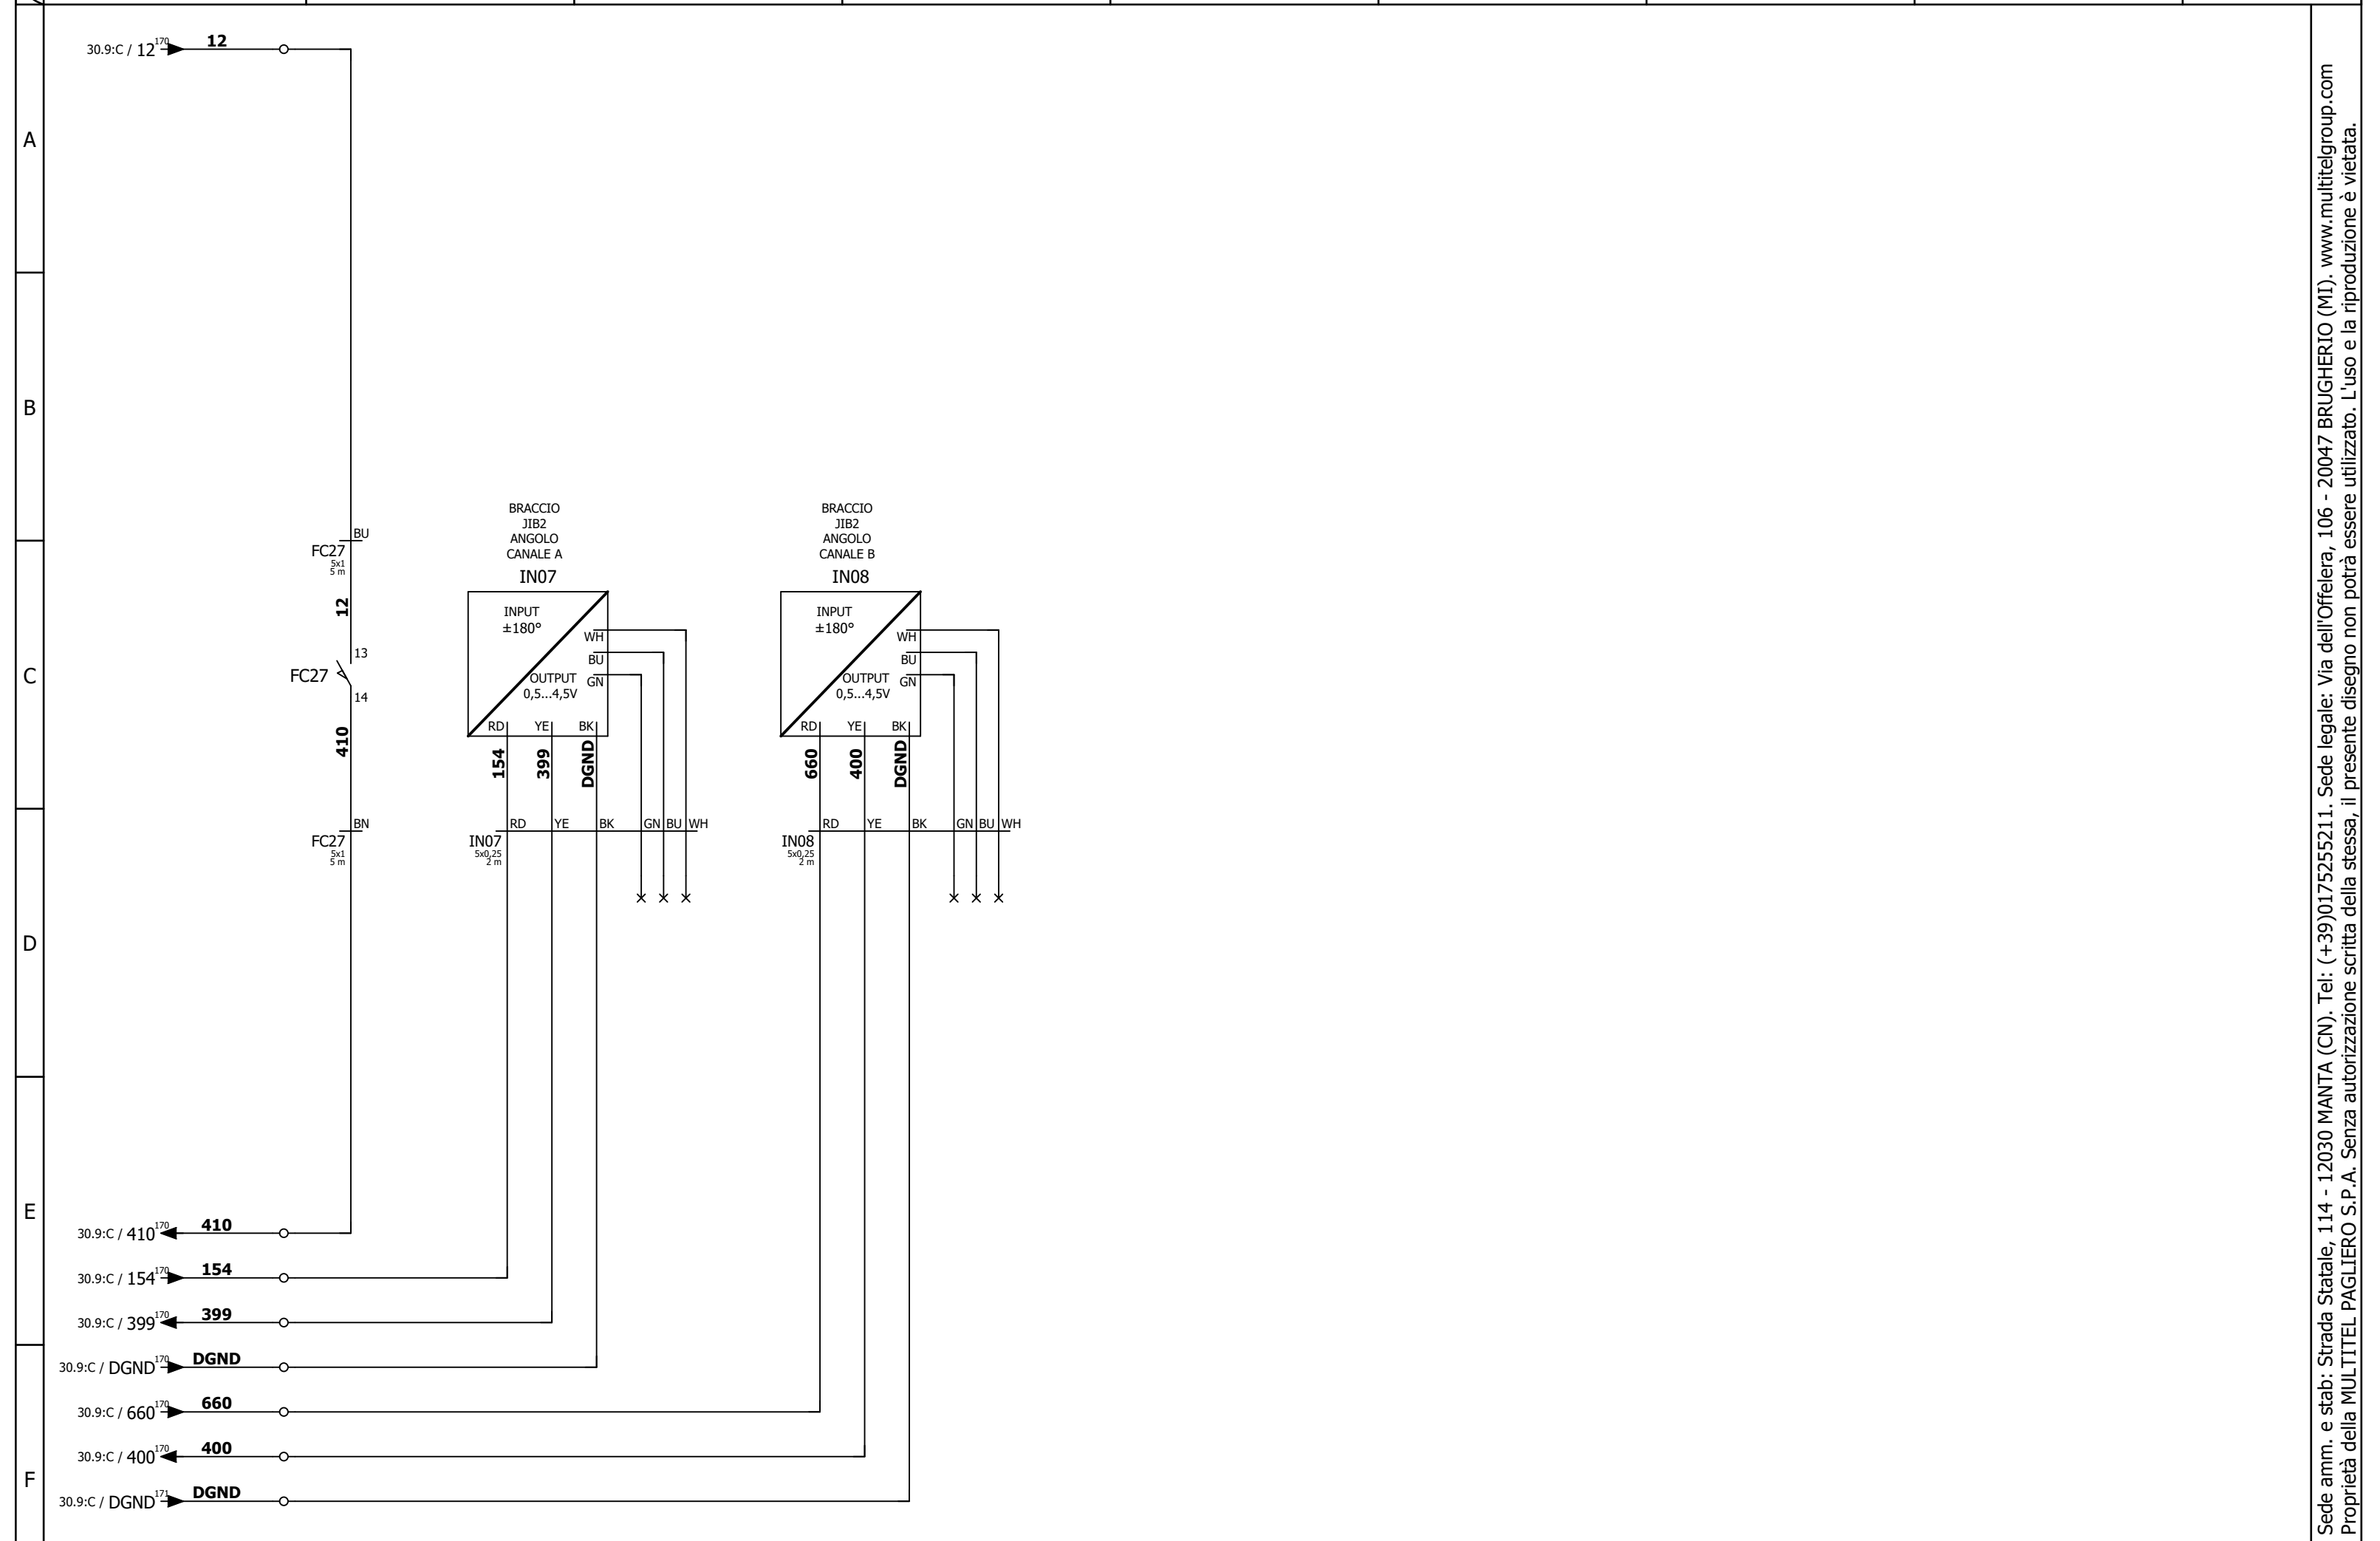 30.9:C / 12 170 12
A
B
BU
FC27
5x1
5 m
12
13
FC27
14
410
BN
FC27
5x1
5 m
C
BRACCIO
JIB2
ANGOLO
CANALE A
IN07
INPUT
±180°
WH
BU
GN
OUTPUT
0,5...4,5V
RD YE BK
154 399 DGND
RD YE BK GN BU WH
IN07
5x0,25
2 m
BRACCIO
JIB2
ANGOLO
CANALE B
IN08
INPUT
±180°
WH
BU
GN
OUTPUT
0,5...4,5V
RD YE BK
660 400 DGND
RD YE BK GN BU WH
IN08
5x0,25
2 m
D
E
30.9:C / 410 170 410
30.9:C / 154 170 154
30.9:C / 399 170 399
30.9:C / DGND 170 DGND
30.9:C / 660 170 660
30.9:C / 400 170 400
F
30.9:C / DGND 171 DGND
Sede amm. e stab: Strada Statale, 114 - 12030 MANTA (CN). Tel: (+39)0175255211. Sede legale: Via dell'Offelera, 106 - 20047 BRUGHERIO (MI). www.multitelgroup.com
Proprietà della MULTITEL PAGLIERO S.P.A. Senza autorizzazione scritta della stessa, il presente disegno non potrà essere utilizzato. L'uso e la riproduzione è vietata.